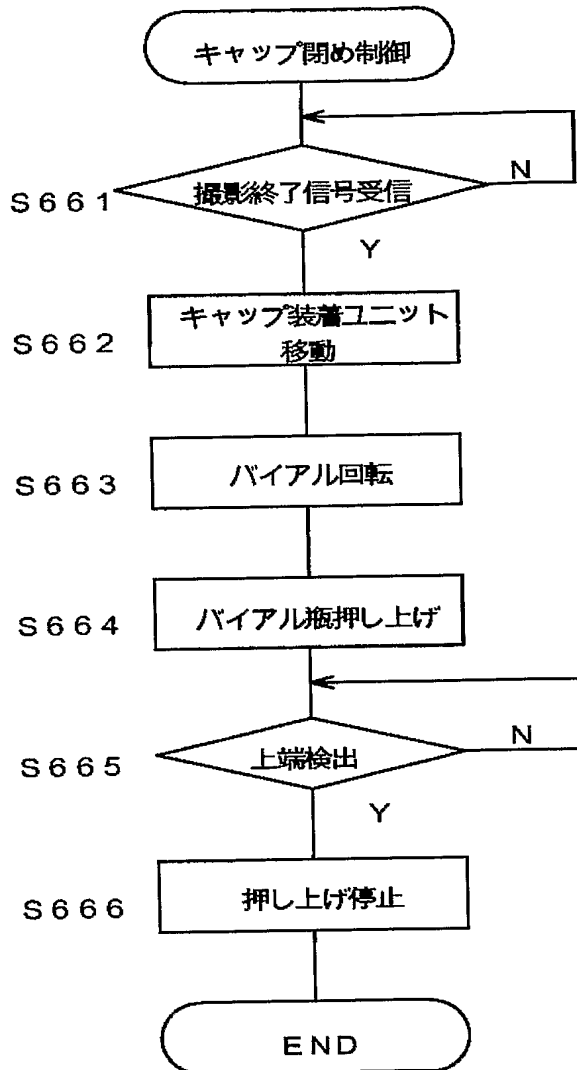 キャップ閉め制御
S661
撮影終了信号受信
N
Y
S662
キャップ装着ユニット
移動
S663
バイアル回転
S664
バイアル瓶押し上げ
S665
上端検出
N
Y
S666
押し上げ停止
END